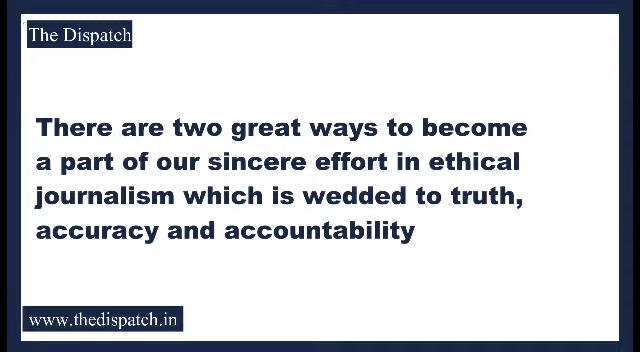 The Dispatch
There are two great ways to become
a part of our sincere effort in ethical
journalism which is wedded to truth,
accuracy and accountability
www.thedispatch.in